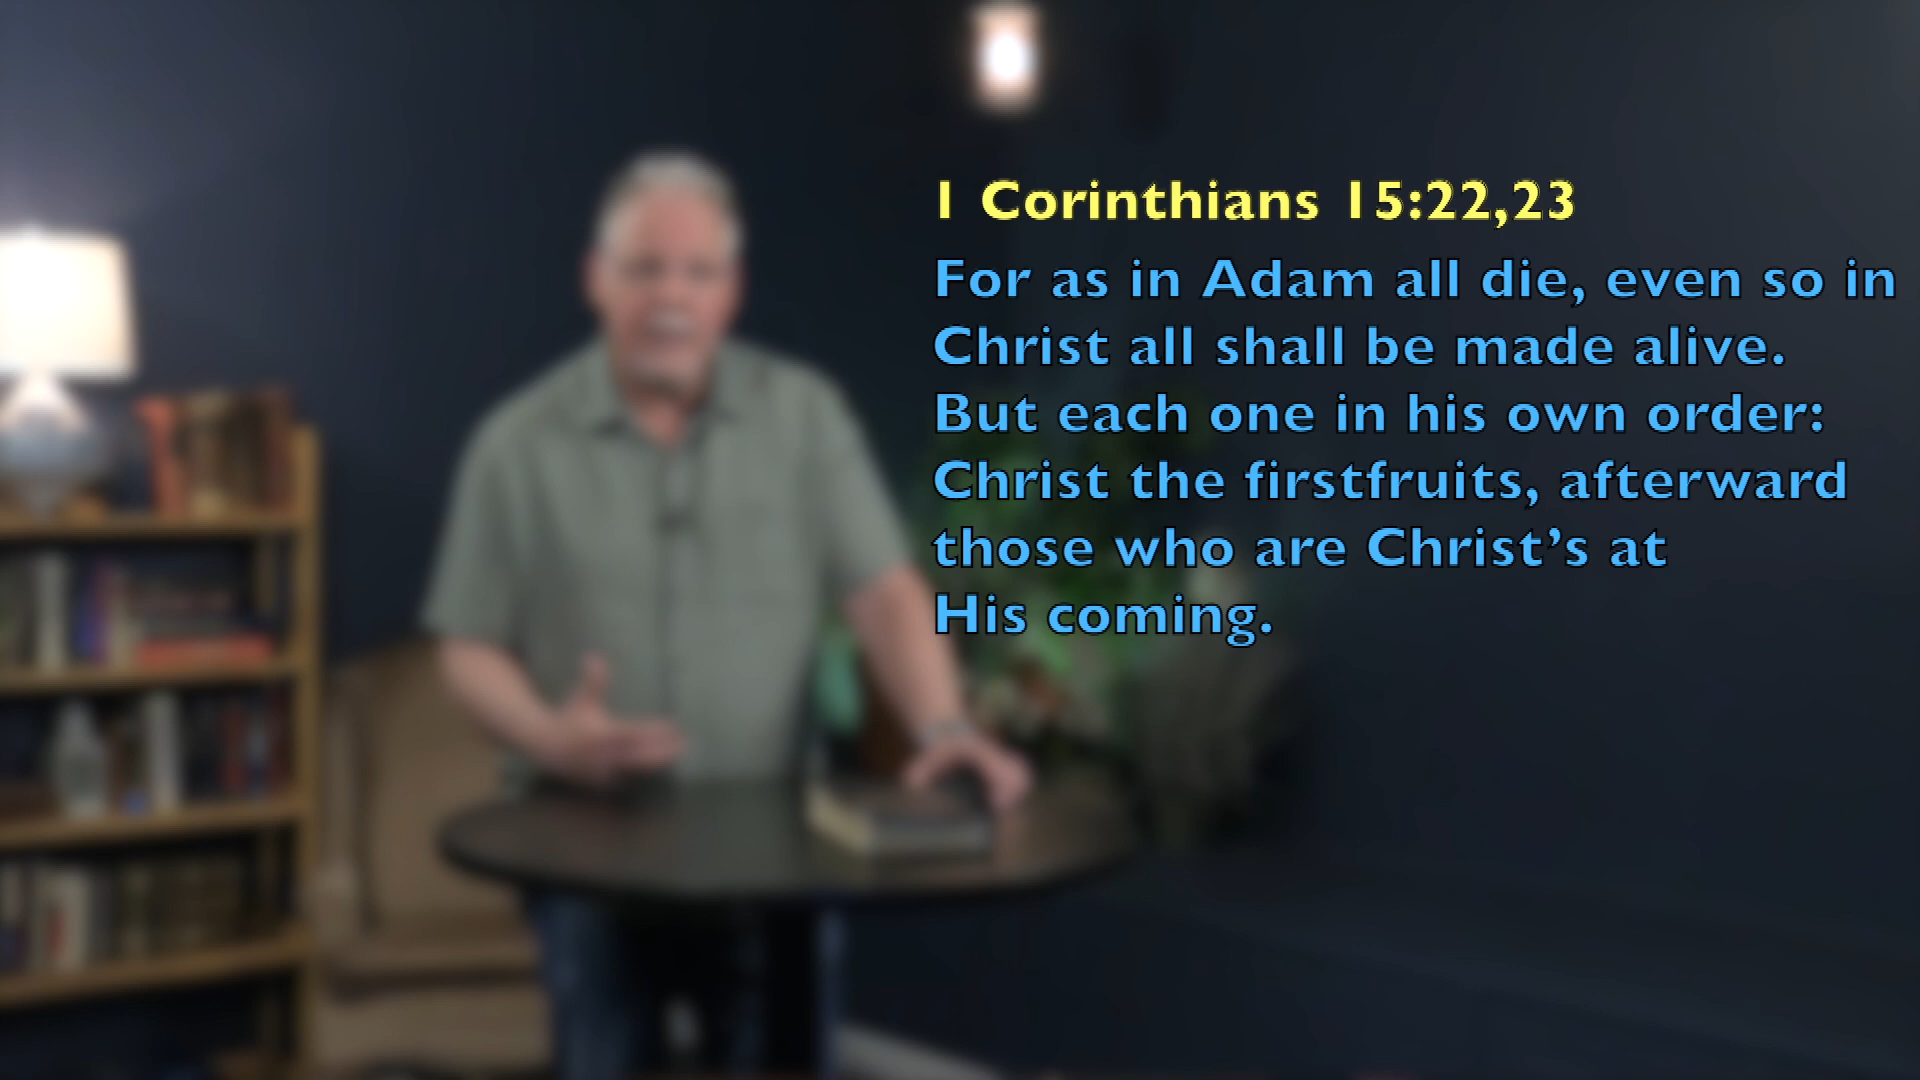 1 Corinthians 15:22,23
For as in Adam all die, even so in
Christ all shall be made alive.
But each one in his own order:
Christ the firstfruits, afterward
those who are Christ’s at
His coming.